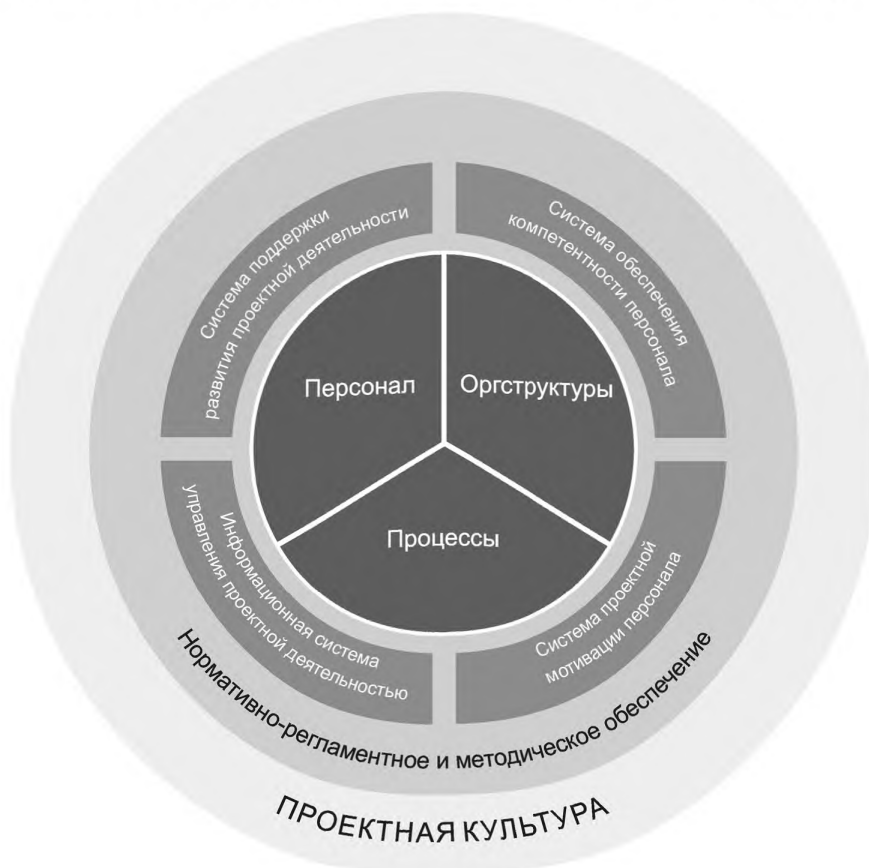 Система поддержки
развития проектной деятельности
Система обеспечения
компетентности персонала
Персонал
Оргструктуры
Процессы
Информационная система
управления проектной деятельностью
Система проектной
мотивации персонала
Нормативно-регламентное и методическое обеспечение
ПРОЕКТНАЯ КУЛЬТУРА